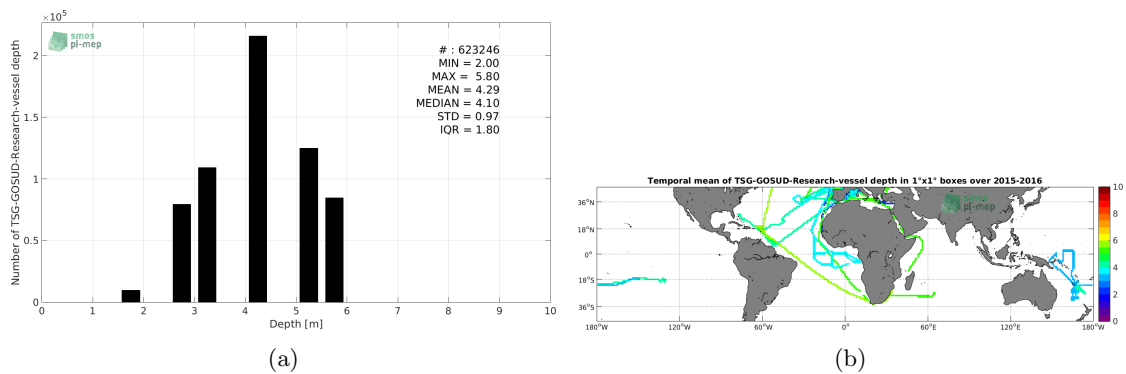 ×10⁵
smos
pi-mep
# : 623246
MIN = 2.00
MAX = 5.80
MEAN = 4.29
MEDIAN = 4.10
STD = 0.97
IQR = 1.80
Number of TSG-GOSUD-Research-vessel depth
2
1.5
1
0.5
0
0 1 2 3 4 5 6 7 8 9 10
Depth [m]
(a)
Temporal mean of TSG-GOSUD-Research-vessel depth in 1°x1° boxes over 2015-2016
smos
pi-mep
36°N
18°N
0°
18°S
36°S
180°W 120°W 60°W 0° 60°E 120°E 180°W
10
8
6
4
2
0
(b)